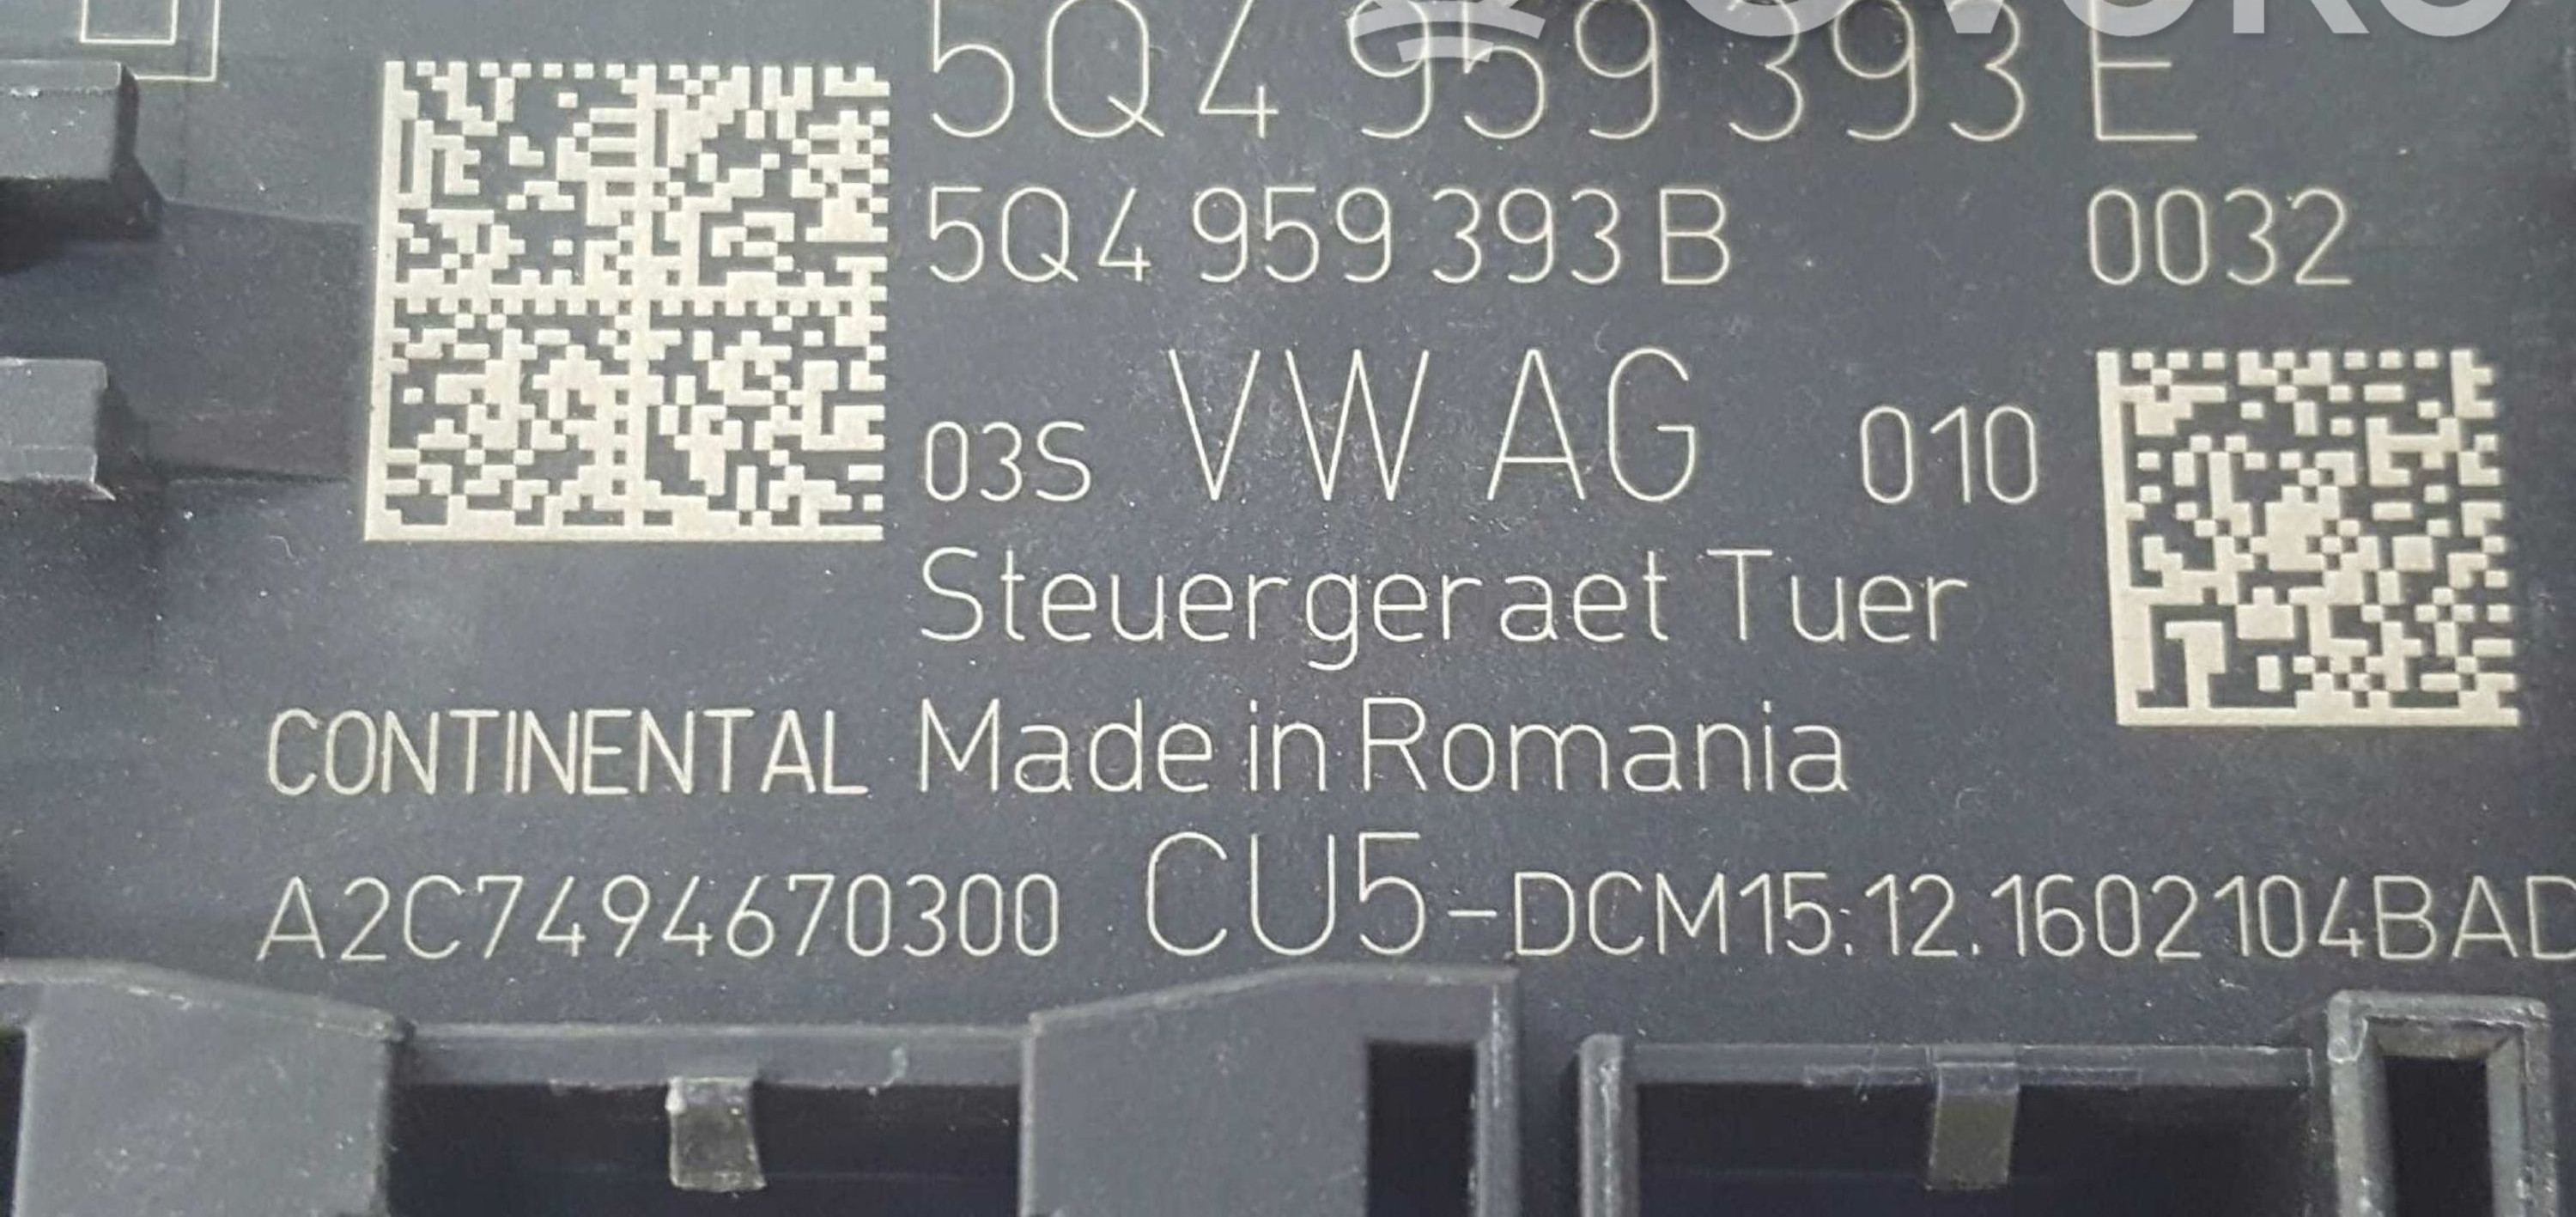 5Q4 959 393 E
5Q4 959 393 B 0032
03S VW AG 010
Steuergeraet Tuer
CONTINENTAL Made in Romania
A2C7494670300 CU5-DCM15:12.1602104BAD